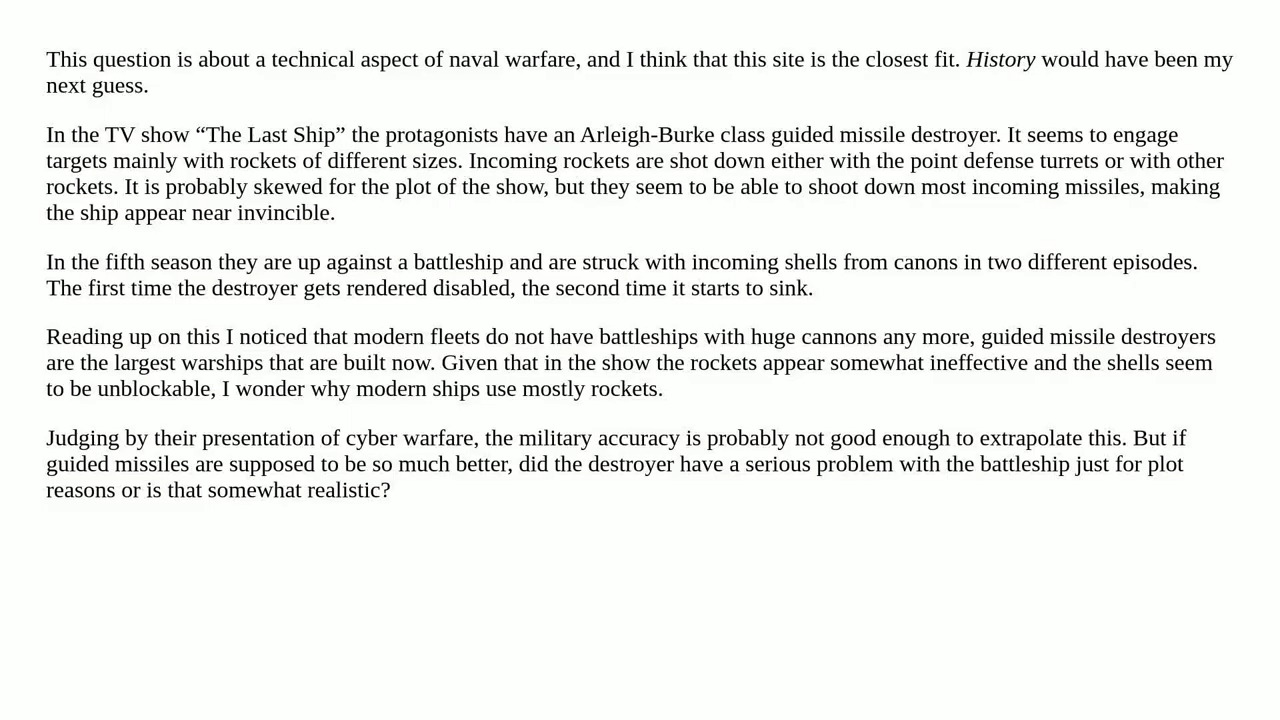 This question is about a technical aspect of naval warfare, and I think that this site is the closest fit. History would have been my
next guess.
In the TV show “The Last Ship” the protagonists have an Arleigh-Burke class guided missile destroyer. It seems to engage
targets mainly with rockets of different sizes. Incoming rockets are shot down either with the point defense turrets or with other
rockets. It is probably skewed for the plot of the show, but they seem to be able to shoot down most incoming missiles, making
the ship appear near invincible.
In the fifth season they are up against a battleship and are struck with incoming shells from canons in two different episodes.
The first time the destroyer gets rendered disabled, the second time it starts to sink.
Reading up on this I noticed that modern fleets do not have battleships with huge cannons any more, guided missile destroyers
are the largest warships that are built now. Given that in the show the rockets appear somewhat ineffective and the shells seem
to be unblockable, I wonder why modern ships use mostly rockets.
Judging by their presentation of cyber warfare, the military accuracy is probably not good enough to extrapolate this. But if
guided missiles are supposed to be so much better, did the destroyer have a serious problem with the battleship just for plot
reasons or is that somewhat realistic?